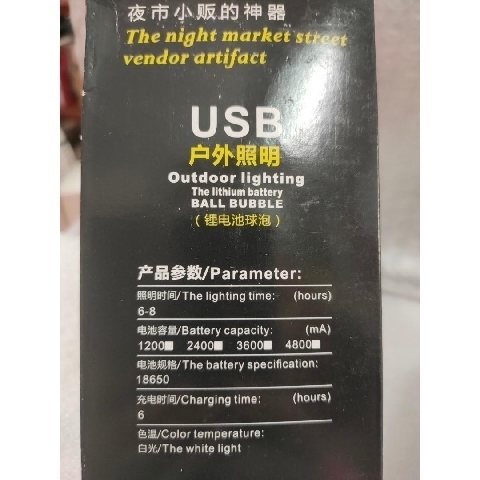 夜市小贩的神器
The night market street
vendor artifact
USB
户外照明
Outdoor lighting
The lithium battery
BALL BUBBLE
(锂电池球泡)
产品参数/Parameter:
照明时间/The lighting time: (hours)
6-8
电池容量/Battery capacity: (mA)
1200■ 2400■ 3600■ 4800■
电池规格/The battery specification:
18650
充电时间/Charging time: (hours)
6
色温/Color temperature:
白光/The white light